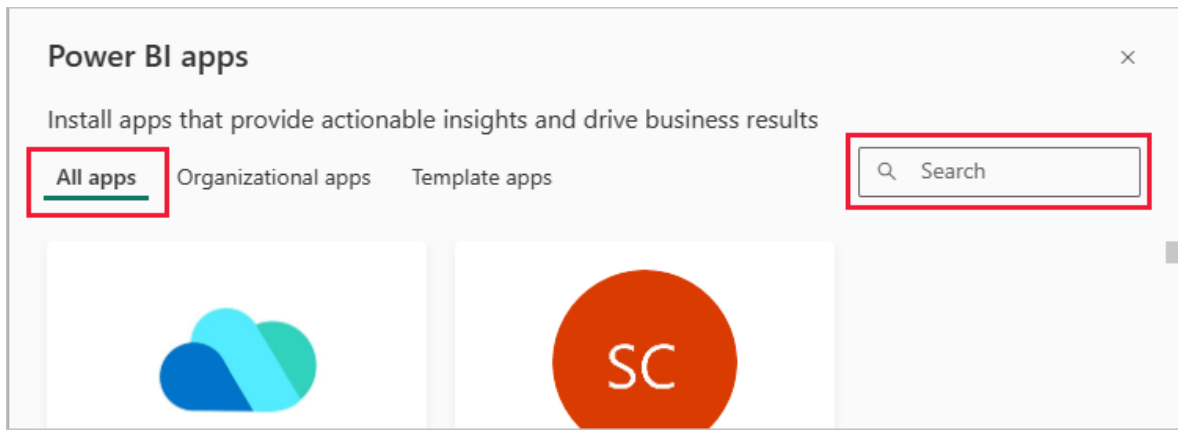 Power BI apps
Install apps that provide actionable insights and drive business results
All apps Organizational apps Template apps Search
SC